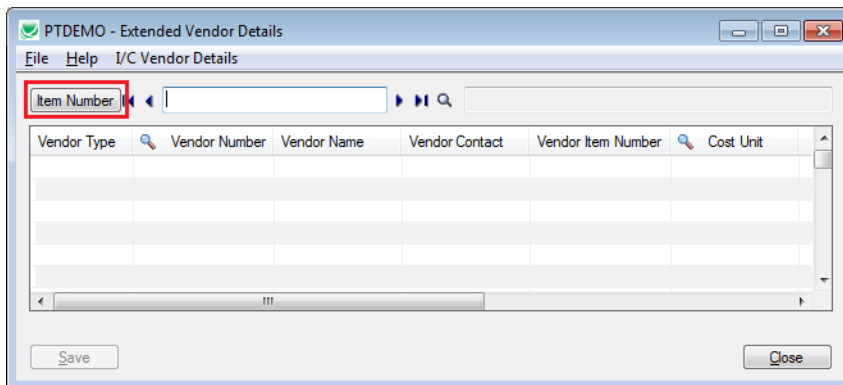 PTDEMO - Extended Vendor Details
File Help I/C Vendor Details
Item Number
Vendor Type Vendor Number Vendor Name Vendor Contact Vendor Item Number Cost Unit
Save Close